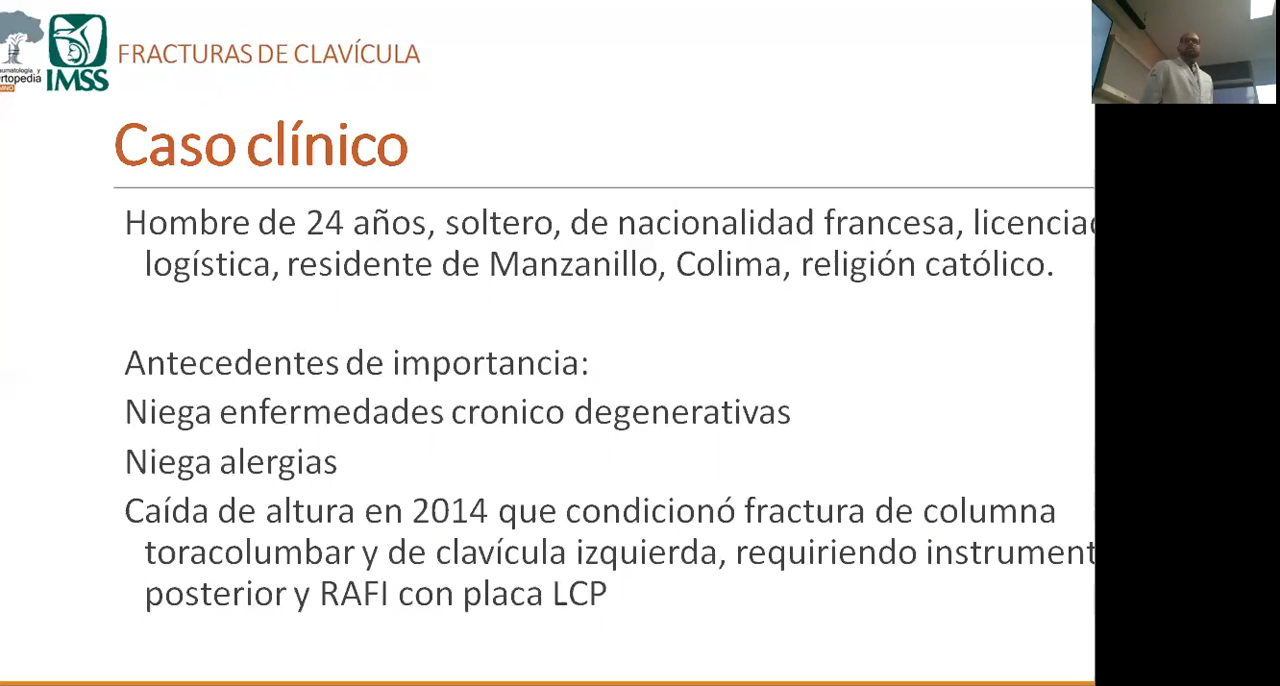 FRACTURAS DE CLAVÍCULA
IMSS
Caso clínico
Hombre de 24 años, soltero, de nacionalidad francesa,
logística, residente de Manzanillo, Colima, religión católico.
Antecedentes de importancia:
Niega enfermedades cronico degenerativas
Niega alergias
Caída de altura en 2014 que condicionó fractura de columna
toracolumbar y de clavícula izquierda, requiriendo
posterior y RAFI con placa LCP